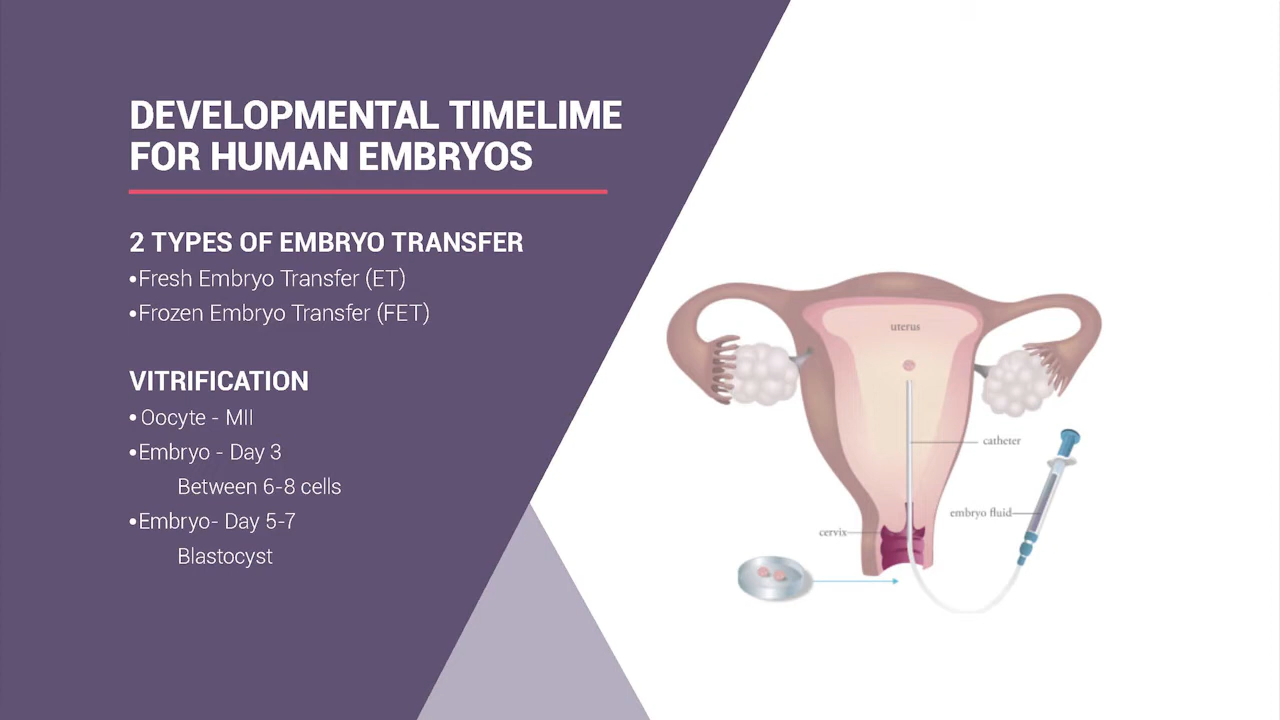 DEVELOPMENTAL TIMELIME
FOR HUMAN EMBRYOS
2 TYPES OF EMBRYO TRANSFER
•Fresh Embryo Transfer (ET)
•Frozen Embryo Transfer (FET)
VITRIFICATION
• Oocyte - MII
•Embryo - Day 3
Between 6-8 cells
•Embryo- Day 5-7
Blastocyst
uterus
catheter
embryo fluid
cervix